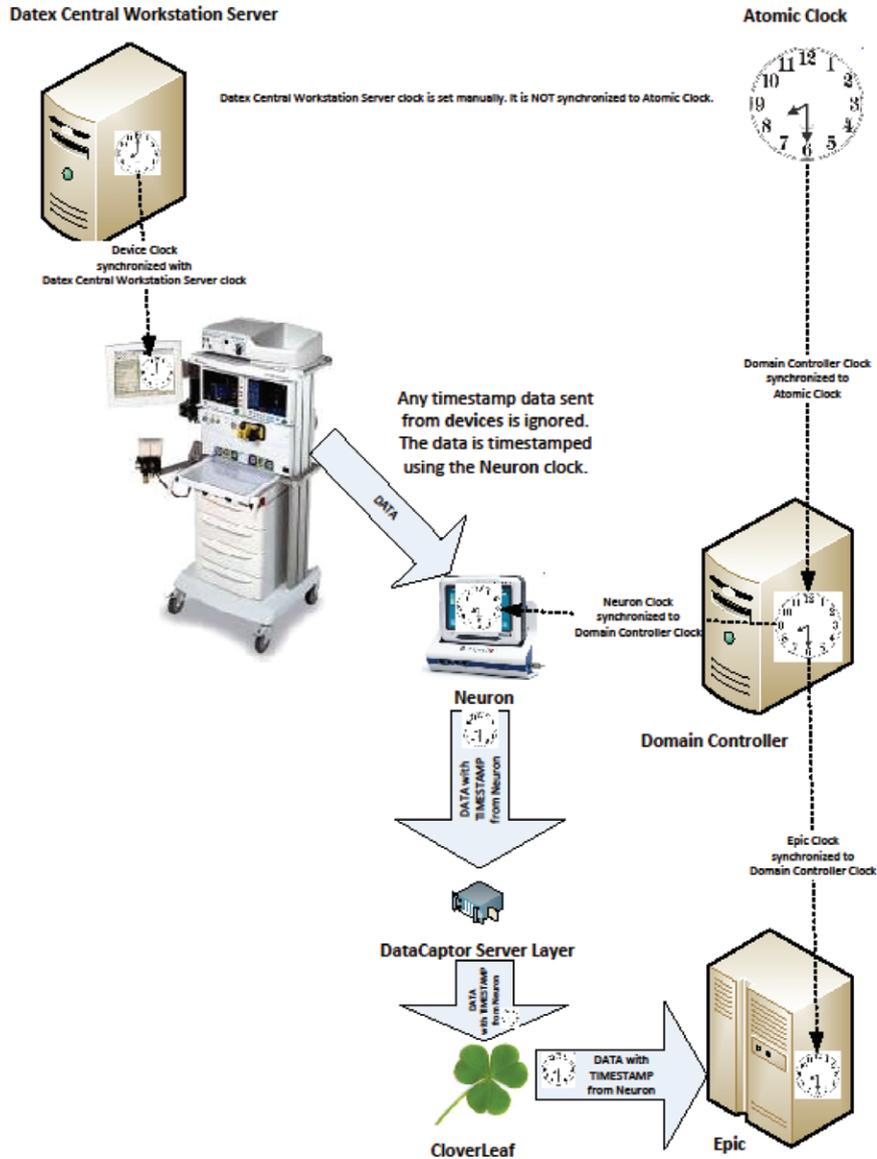 Datex Central Workstation Server
Atomic Clock
Datex Central Workstation Server clock is set manually. It is NOT synchronized to Atomic Clock.
Device Clock
synchronized with
Datex Central Workstation Server clock
Domain Controller Clock
synchronized to
Atomic Clock
Any timestamp data sent
from devices is ignored.
The data is timestamped
using the Neuron clock.
DATA
Neuron Clock
synchronized to
Domain Controller Clock
Neuron
Domain Controller
DATA with
TIMESTAMP
from Neuron
Epic Clock
synchronized to
Domain Controller Clock
DataCaptor Server Layer
DATA
with TIMESTAMP
from Neuron
DATA with
TIMESTAMP
from Neuron
CloverLeaf
Epic